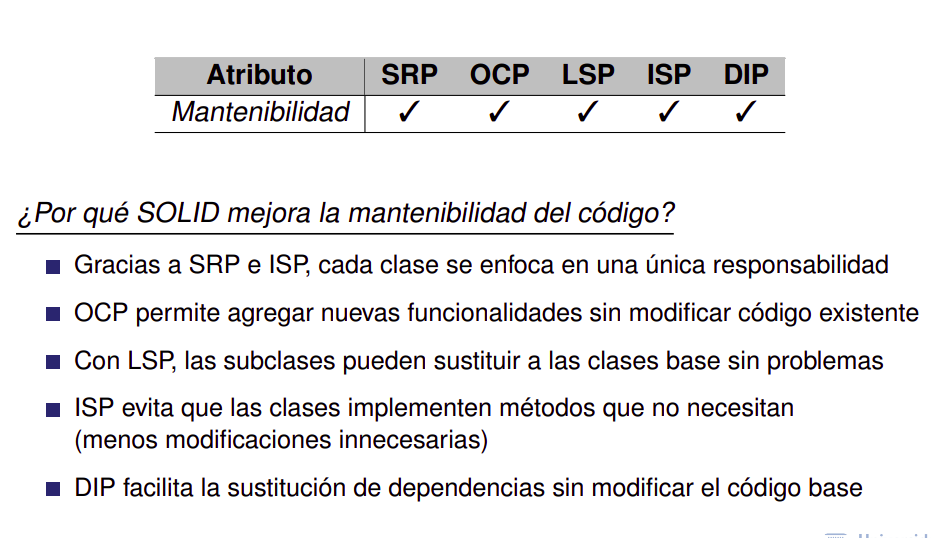 Atributo SRP OCP LSP ISP DIP
Mantenibilidad ✓ ✓ ✓ ✓ ✓
¿Por qué SOLID mejora la mantenibilidad del código?
Gracias a SRP e ISP, cada clase se enfoca en una única responsabilidad
OCP permite agregar nuevas funcionalidades sin modificar código existente
Con LSP, las subclases pueden sustituir a las clases base sin problemas
ISP evita que las clases implementen métodos que no necesitan
(menos modificaciones innecesarias)
DIP facilita la sustitución de dependencias sin modificar el código base